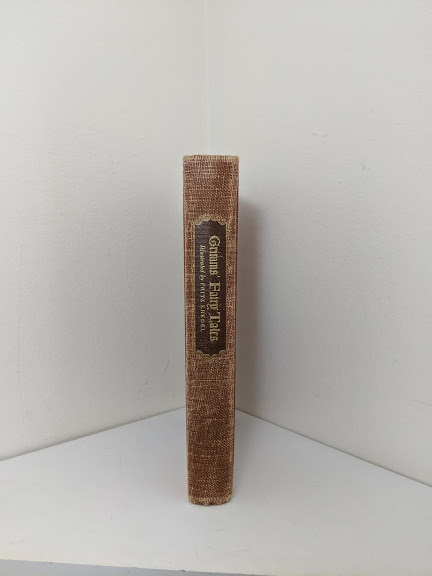 Grimms' Fairy Tales
Illustrated by FRITZ KREDEL